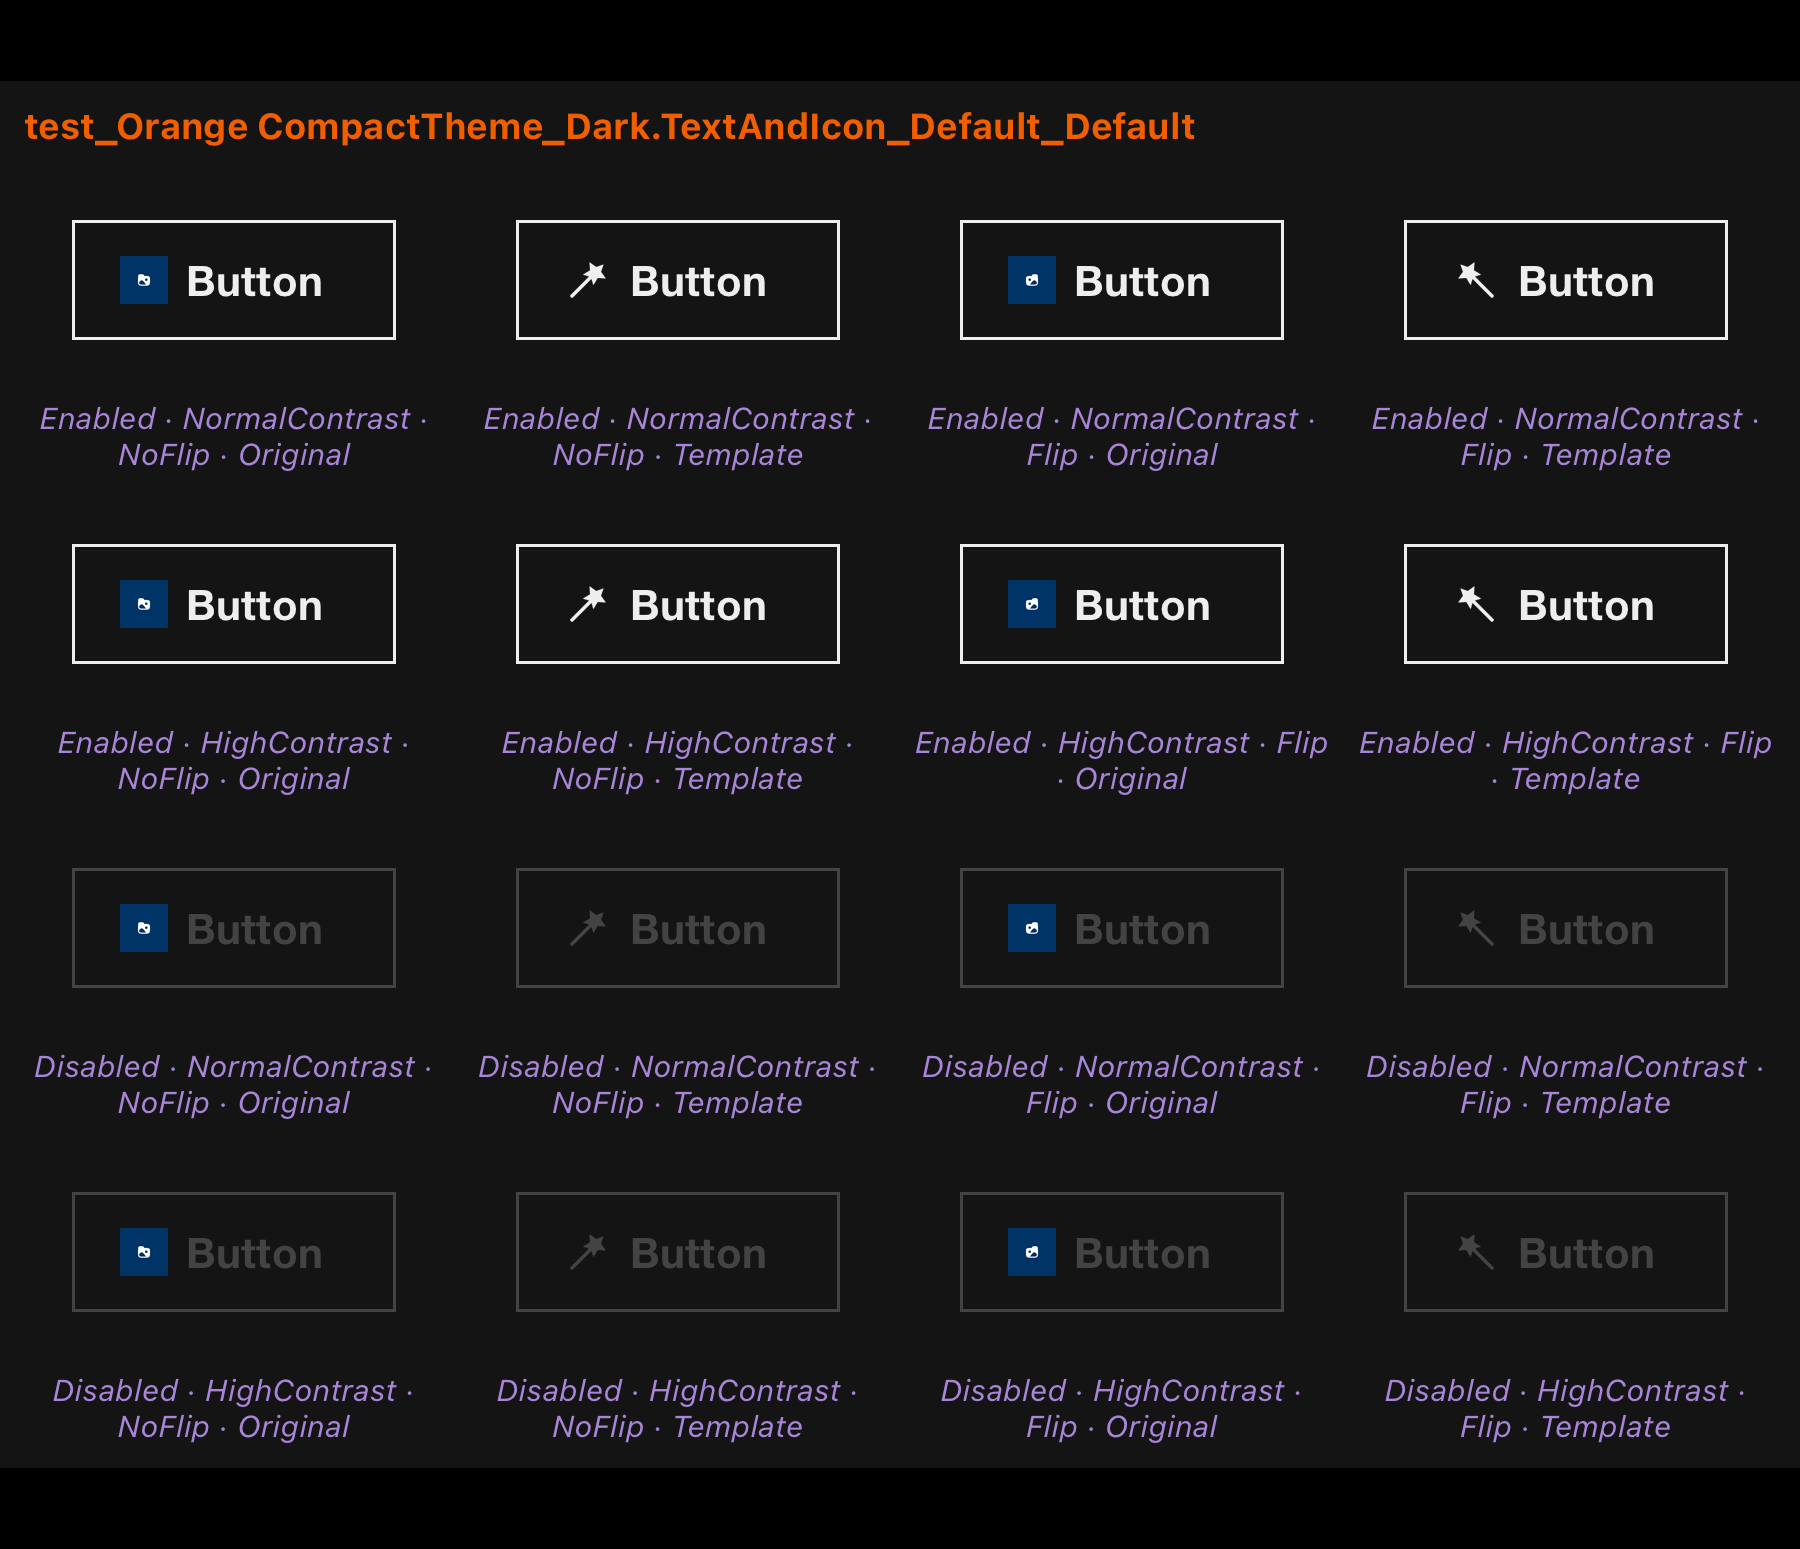 test_Orange CompactTheme_Dark.TextAndIcon_Default_Default
Button Button Button Button
Enabled · NormalContrast · Enabled · NormalContrast · Enabled · NormalContrast · Enabled · NormalContrast ·
NoFlip · Original NoFlip · Template Flip · Original Flip · Template
Button Button Button Button
Enabled · HighContrast · Enabled · HighContrast · Enabled · HighContrast · Flip Enabled · HighContrast · Flip
NoFlip · Original NoFlip · Template · Original · Template
Button Button Button Button
Disabled · NormalContrast · Disabled · NormalContrast · Disabled · NormalContrast · Disabled · NormalContrast ·
NoFlip · Original NoFlip · Template Flip · Original Flip · Template
Button Button Button Button
Disabled · HighContrast · Disabled · HighContrast · Disabled · HighContrast · Disabled · HighContrast ·
NoFlip · Original NoFlip · Template Flip · Original Flip · Template